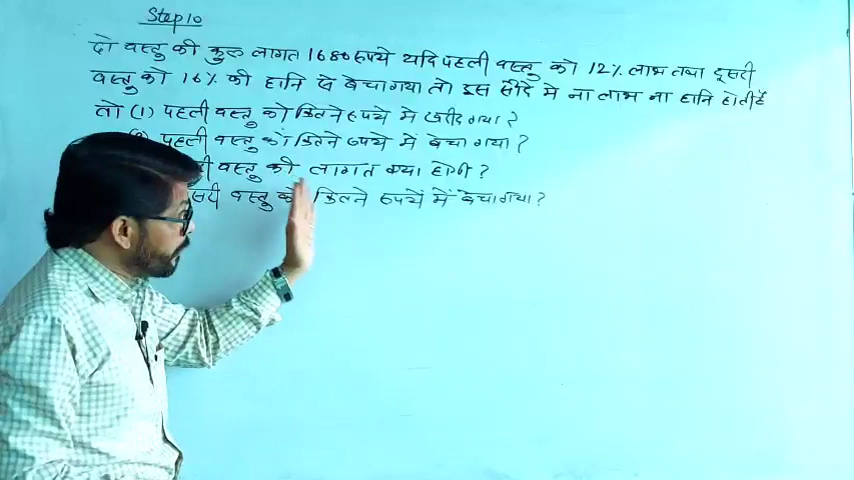 Step 10
दो वस्तु की कुल लागत 1680 रुपये यदि पहली वस्तु को 12% लाभ तथा दूसरी
वस्तु को 16% की हानि से बेचा गया तो इस सौदे मे ना लाभ ना हानि होती है
तो (1) पहली वस्तु को कितने रुपये मे खरीद गया ?
पहली वस्तु कों कितने रुपये में बेचा गया ?
वस्तु की लागत क्या होगी ?
सरी वस्तु को कितने रुपयें में बेचा गया ?